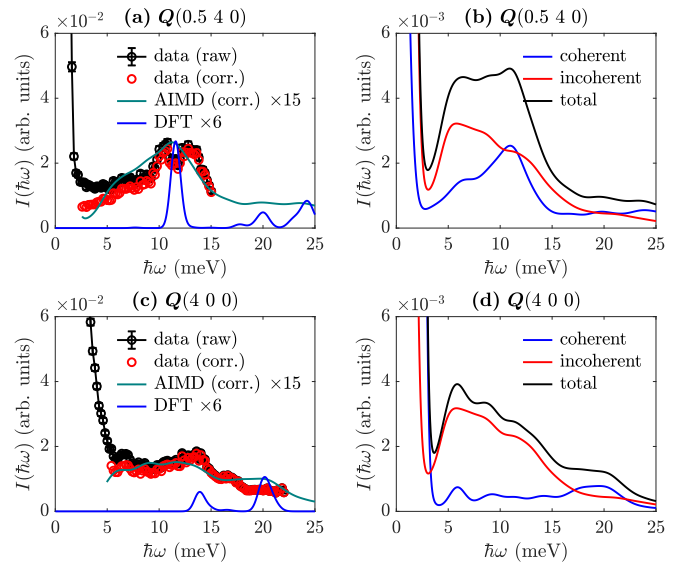 (a) Q(0.5 4 0)
×10⁻²
6
4
2
0
I(ℏω) (arb. units)
data (raw)
data (corr.)
AIMD (corr.) ×15
DFT ×6
0 5 10 15 20 25
ℏω (meV)
(b) Q(0.5 4 0)
×10⁻³
6
4
2
0
I(ℏω) (arb. units)
coherent
incoherent
total
0 5 10 15 20 25
ℏω (meV)
(c) Q(4 0 0)
×10⁻²
6
4
2
0
I(ℏω) (arb. units)
data (raw)
data (corr.)
AIMD (corr.) ×15
DFT ×6
0 5 10 15 20 25
ℏω (meV)
(d) Q(4 0 0)
×10⁻³
6
4
2
0
I(ℏω) (arb. units)
coherent
incoherent
total
0 5 10 15 20 25
ℏω (meV)